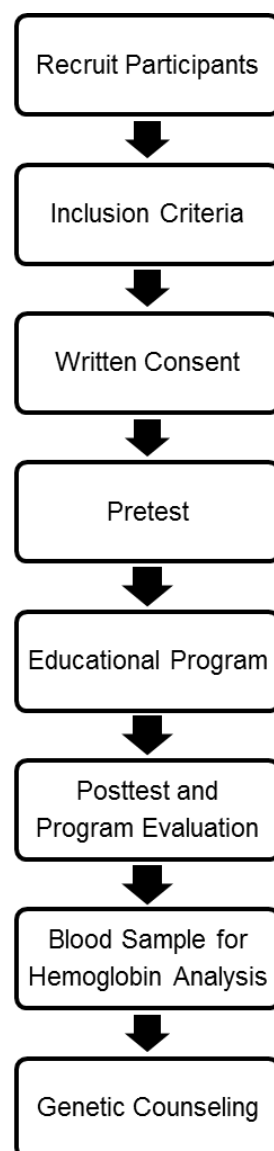 Recruit Participants
Inclusion Criteria
Written Consent
Pretest
Educational Program
Posttest and
Program Evaluation
Blood Sample for
Hemoglobin Analysis
Genetic Counseling